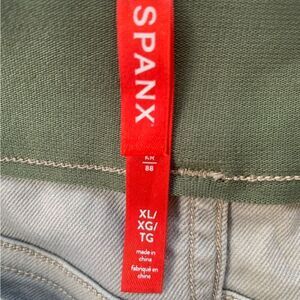 SPANX
88
XL/
XG/
TG
made in
china
fabriqué en
chine